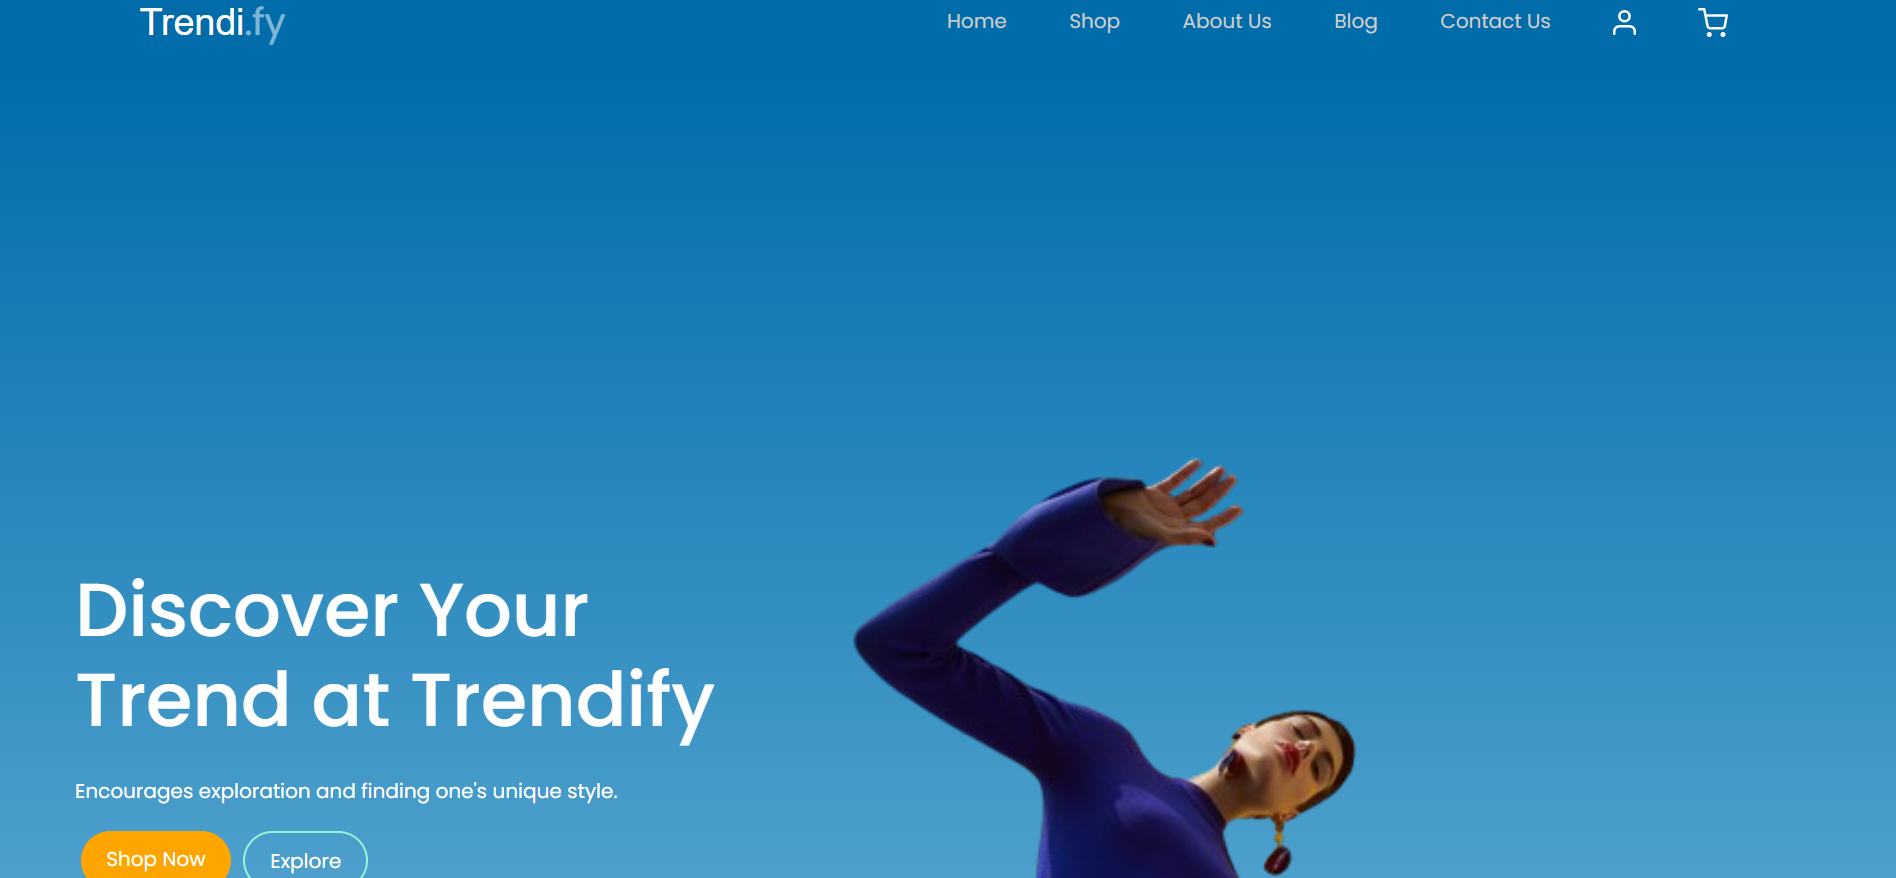 Trendi.fy
Home Shop About Us Blog Contact Us
Discover Your
Trend at Trendify
Encourages exploration and finding one's unique style.
Shop Now Explore